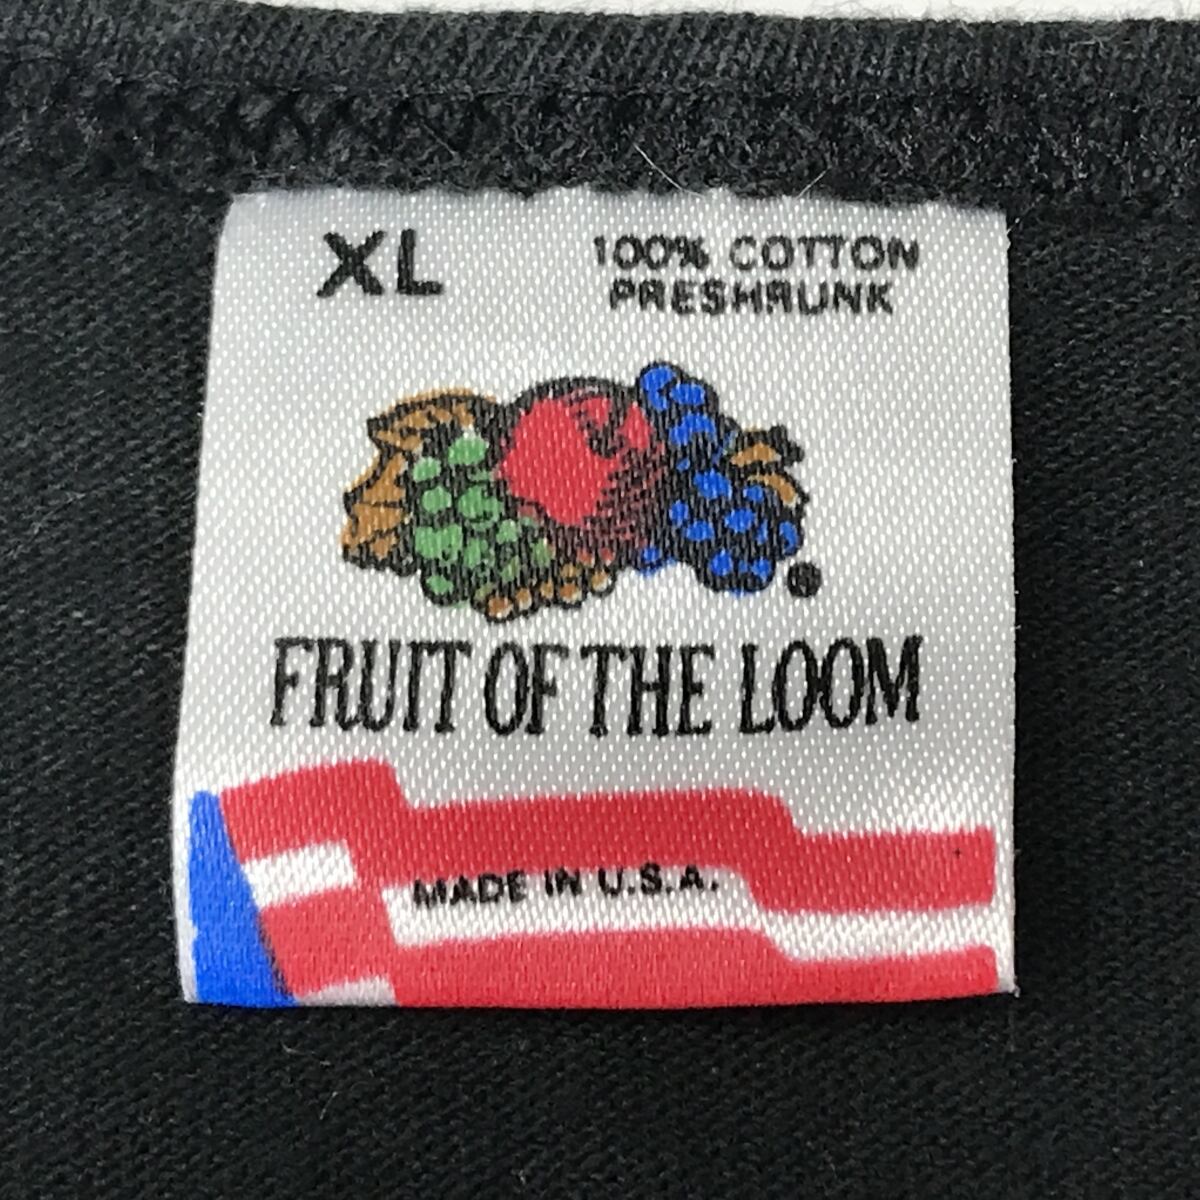 XL
100% COTTON
PRESHRUNK
FRUIT OF THE LOOM
MADE IN U.S.A.